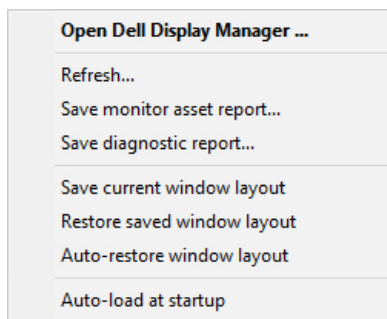 Open Dell Display Manager ...
Refresh...
Save monitor asset report...
Save diagnostic report...
Save current window layout
Restore saved window layout
Auto-restore window layout
Auto-load at startup